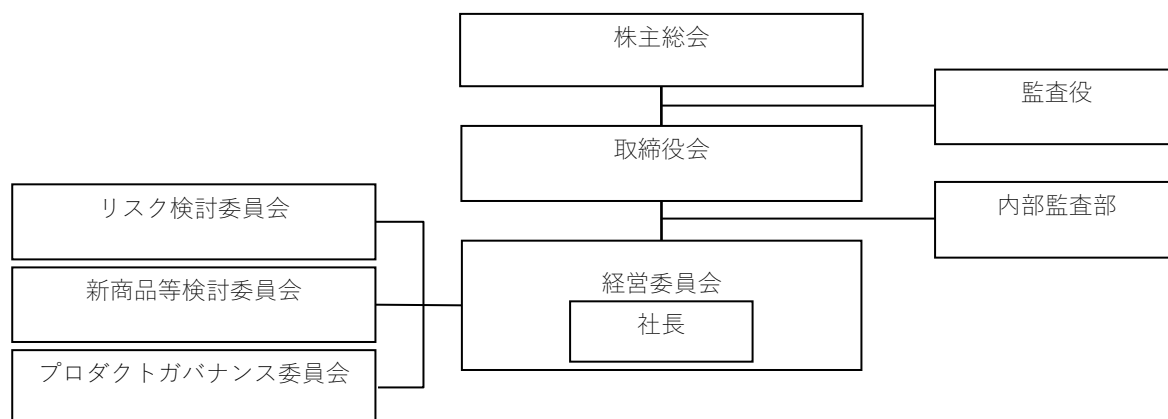 株主総会
監査役
取締役会
リスク検討委員会
内部監査部
新商品等検討委員会
経営委員会
社長
プロダクトガバナンス委員会